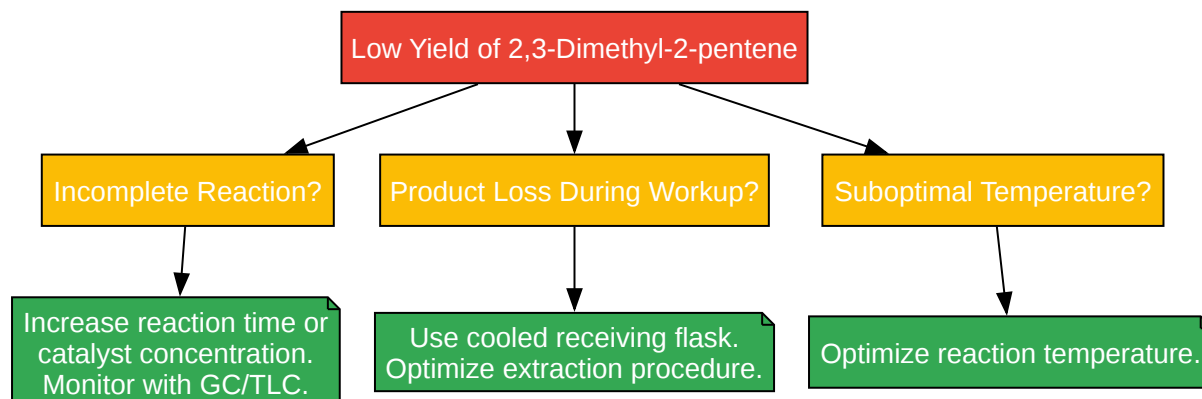 Low Yield of 2,3-Dimethyl-2-pentene
Incomplete Reaction?
Product Loss During Workup?
Suboptimal Temperature?
Increase reaction time or
catalyst concentration.
Monitor with GC/TLC.
Use cooled receiving flask.
Optimize extraction procedure.
Optimize reaction temperature.